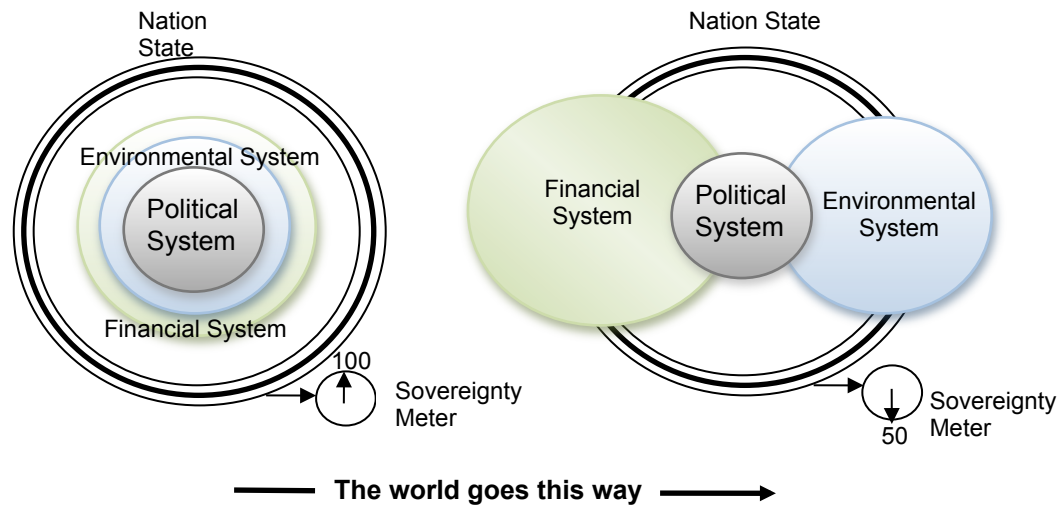 Nation
State
Environmental System
Political
System
Financial System
100
Sovereignty
Meter
Nation State
Financial
System
Political
System
Environmental
System
Sovereignty
Meter
50
The world goes this way